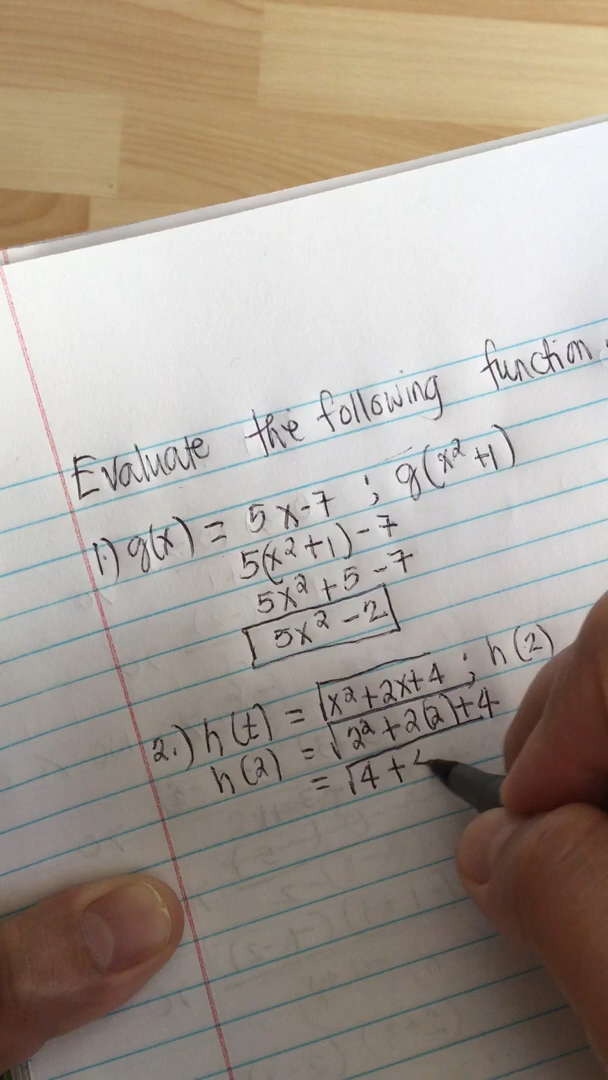 Evaluate the following function.
1.) g(x) = 5x-7 ; g(x²+1)
5(x²+1)-7
5x²+5-7
5x²-2
2.) h(t) = √x²+2x+4 ; h(2)
h(2) = √2²+2(2)+4
= √4+